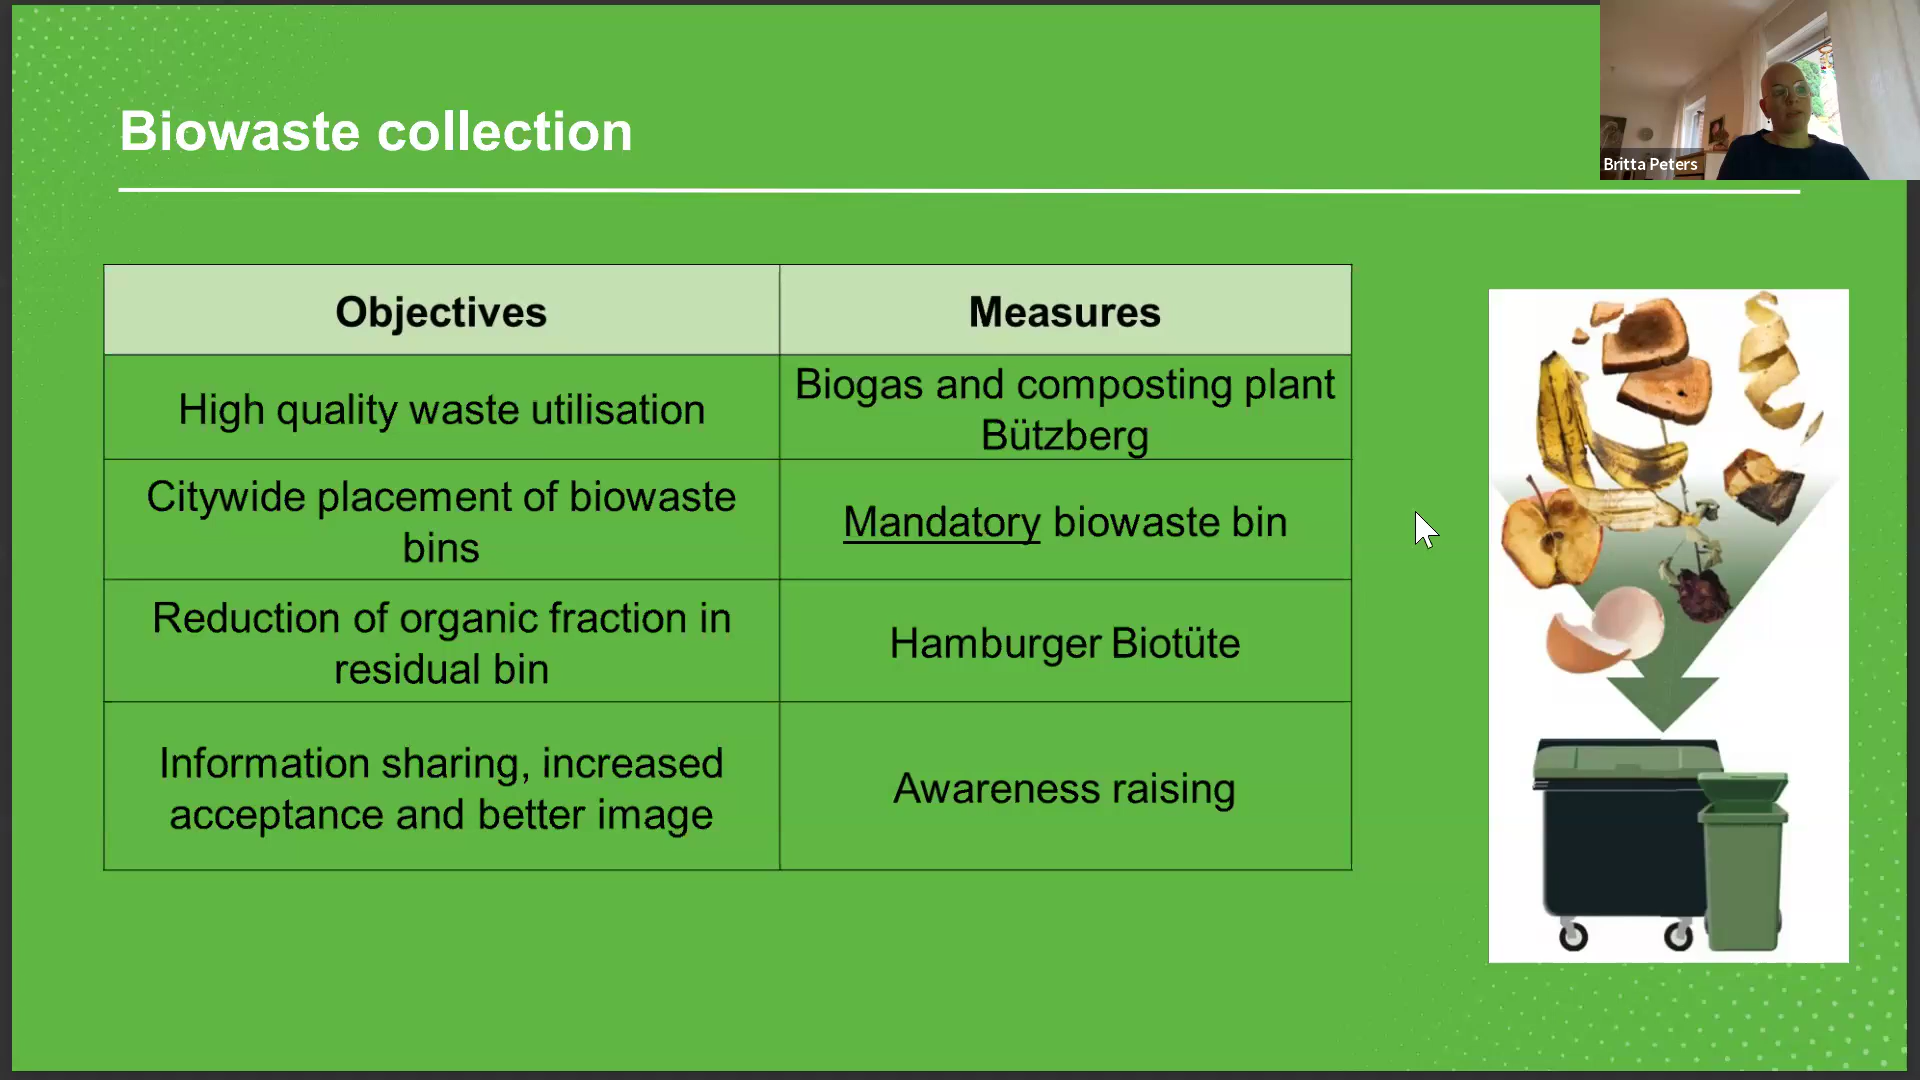 Biowaste collection
Britta Peters
Objectives
Measures
High quality waste utilisation
Biogas and composting plant
Bützberg
Citywide placement of biowaste
bins
Mandatory biowaste bin
Reduction of organic fraction in
residual bin
Hamburger Biotüte
Information sharing, increased
acceptance and better image
Awareness raising